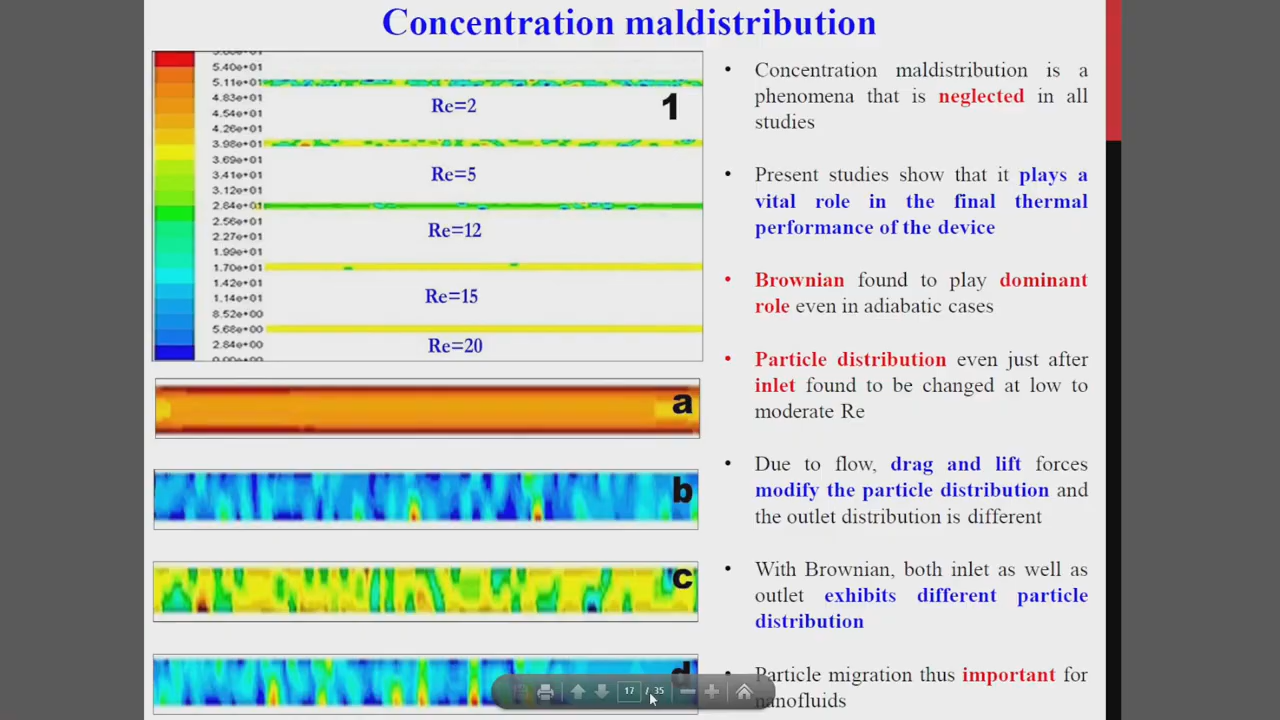 Concentration maldistribution
5.40e+01
5.11e+01
4.83e+01
4.54e+01
4.26e+01
3.98e+01
3.69e+01
3.41e+01
3.12e+01
2.84e+01
2.56e+01
2.27e+01
1.99e+01
1.70e+01
1.42e+01
1.14e+01
8.52e+00
5.68e+00
2.84e+00
1
Re=2
Re=5
Re=12
Re=15
Re=20
a
b
c
d
• Concentration maldistribution is a
phenomena that is neglected in all
studies
• Present studies show that it plays a
vital role in the final thermal
performance of the device
• Brownian found to play dominant
role even in adiabatic cases
• Particle distribution even just after
inlet found to be changed at low to
moderate Re
• Due to flow, drag and lift forces
modify the particle distribution and
the outlet distribution is different
• With Brownian, both inlet as well as
outlet exhibits different particle
distribution
• Particle migration thus important for
nanofluids
17 / 35